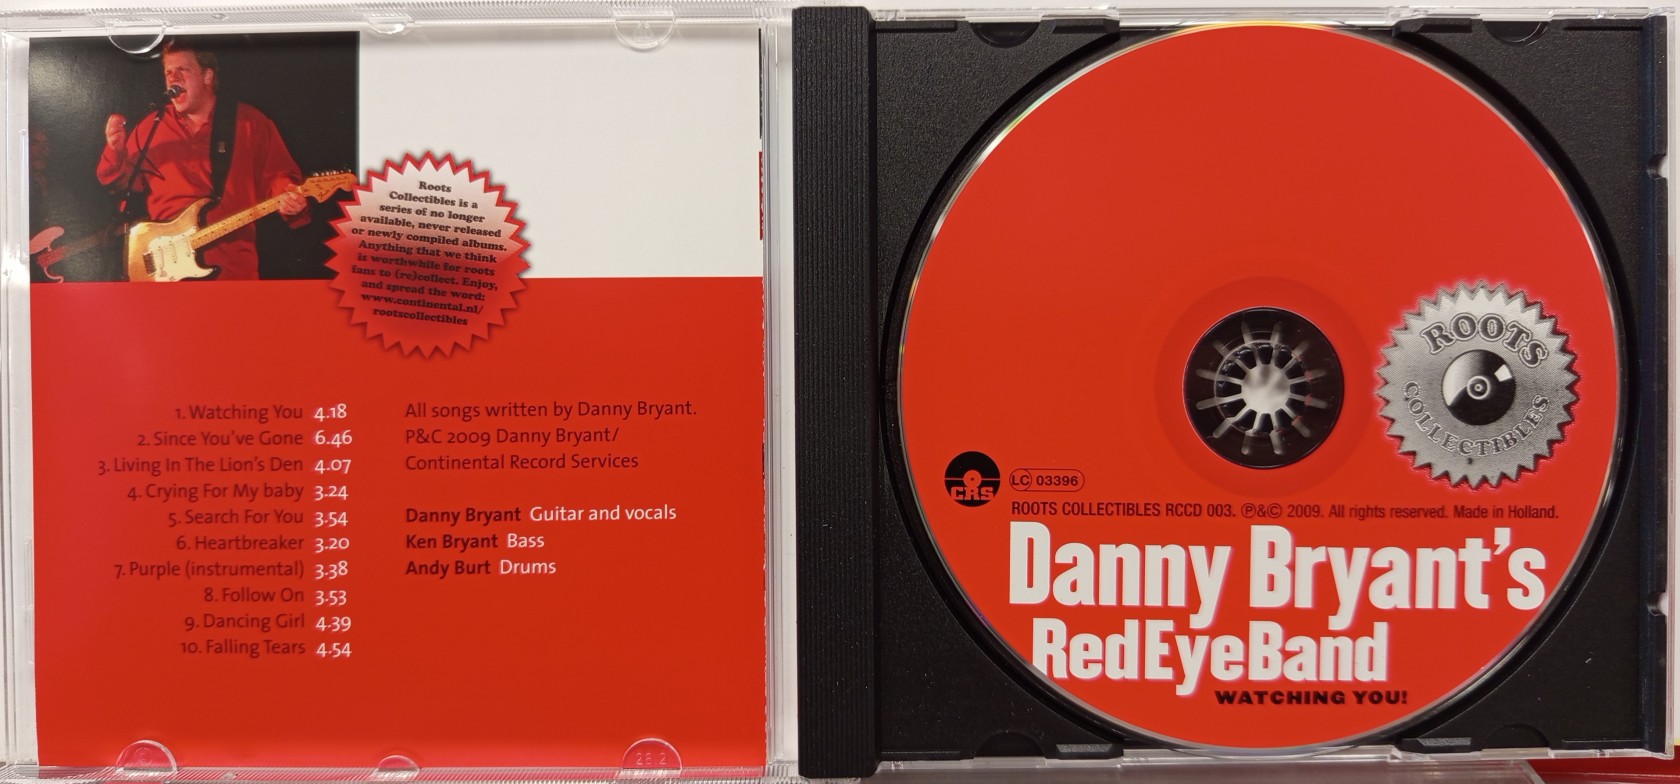 Roots
Collectibles is a
series of no longer
available, never released
or newly compiled albums.
Anything that we think
is worthwhile for roots
fans to (re)collect. Enjoy,
and spread the word:
www.continental.nl/
rootscollectibles
1. Watching You 4.18
2. Since You've Gone 6.46
3. Living In The Lion's Den 4.07
4. Crying For My baby 3.24
5. Search For You 3.54
6. Heartbreaker 3.20
7. Purple (instrumental) 3.38
8. Follow On 3.53
9. Dancing Girl 4.39
10. Falling Tears 4.54
All songs written by Danny Bryant.
P&C 2009 Danny Bryant/
Continental Record Services
Danny Bryant Guitar and vocals
Ken Bryant Bass
Andy Burt Drums
26.2
ROOTS
COLLECTIBLES
CRS
LC 03396
ROOTS COLLECTIBLES RCCD 003. ℗&© 2009. All rights reserved. Made in Holland.
Danny Bryant's
RedEyeBand
WATCHING YOU!